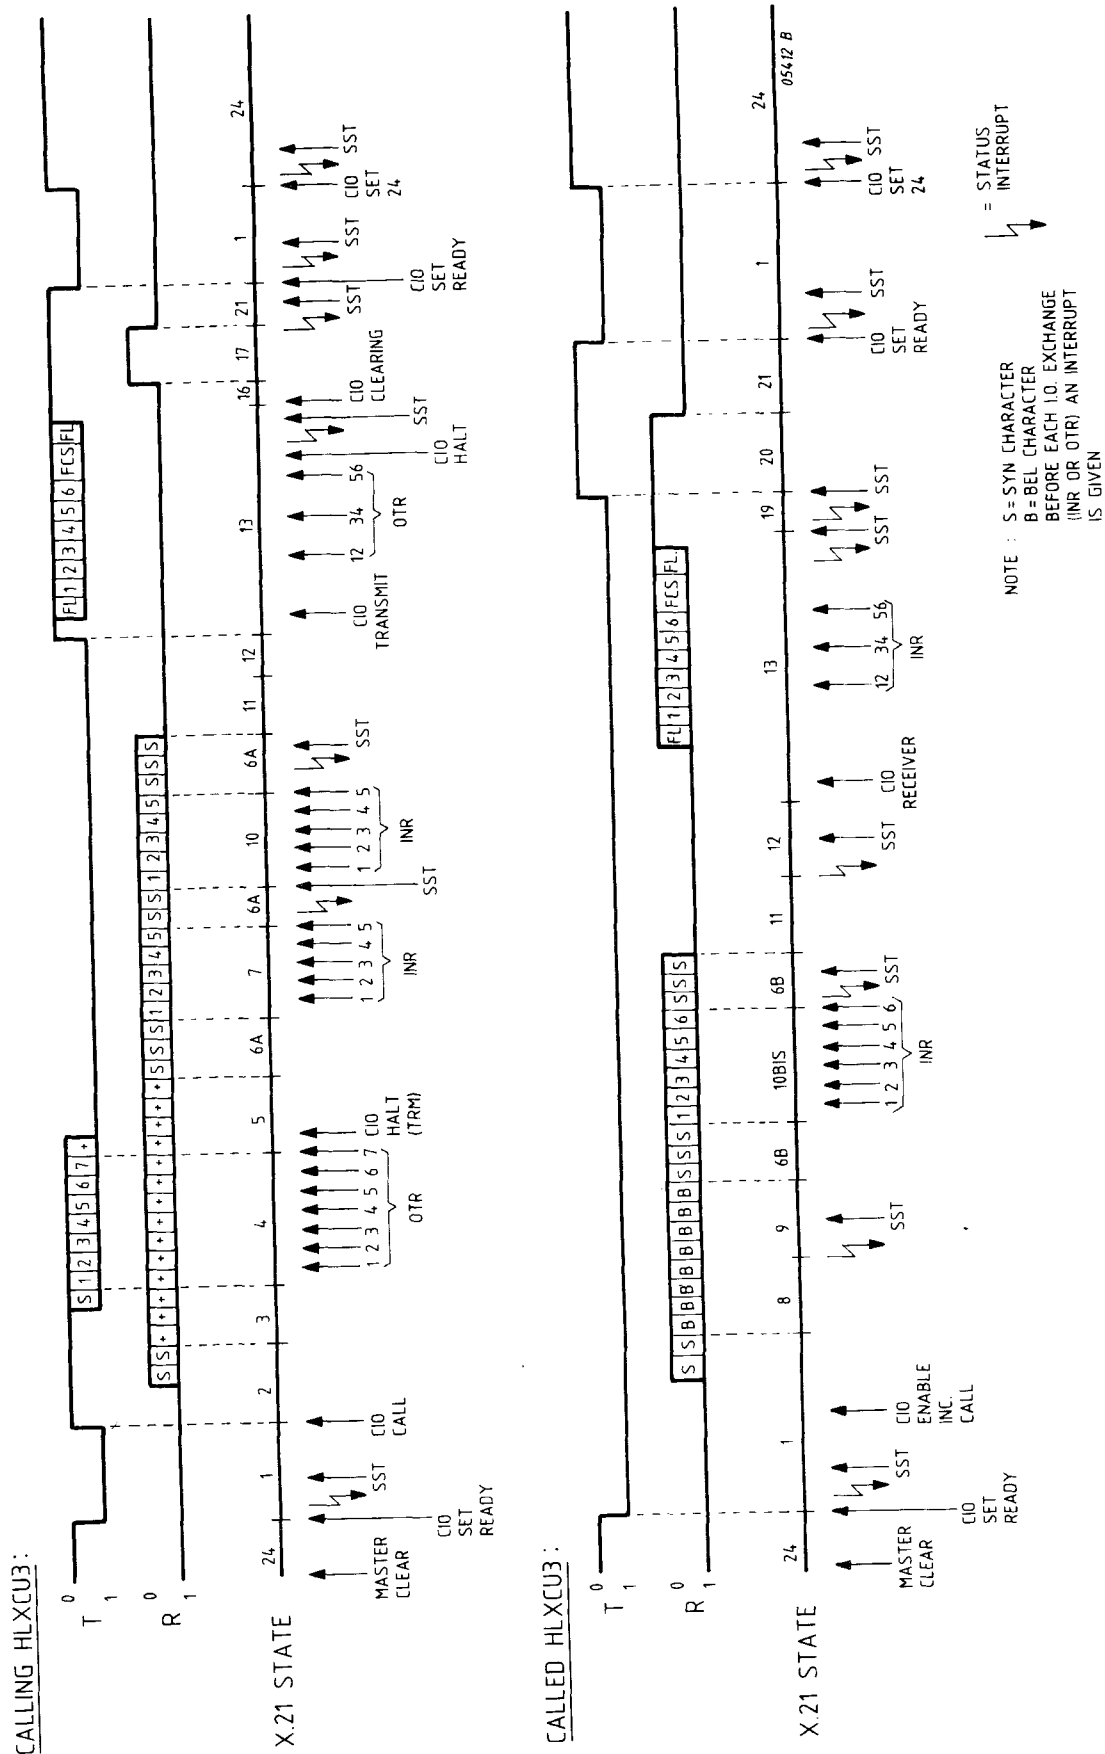 CALLING HLXCU3:
T
0
1
R
0
1
S 1 2 3 4 5 6 7 +
FL 1 2 3 4 5 6 FCS FL
S S + + + + + + + + + + + + + + S S S 1 2 3 4 5 S S 1 2 3 4 5 S S S
X.21 STATE
24 1 2 3 4 5 6A 7 6A 10 6A 11 12 13 16 17 21 1 24
MASTER CLEAR
CIO SET READY
SST
CIO CALL
1 2 3 4 5 6 7
OTR
CIO HALT (TRM)
1 2 3 4 5
INR
SST
1 2 3 4 5
INR
SST
CIO TRANSMIT
12 34 56
OTR
CIO HALT
SST
CIO CLEARING
SST
CIO SET READY
SST
CIO SET 24
SST
CALLED HLXCU3:
T
0
1
R
0
1
S S B B B B B B B B S S S 1 2 3 4 5 6 S S S
FL 1 2 3 4 5 6 FCS FL.
X.21 STATE
24 1 8 9 6B 10BIS 6B 11 12 13 19 20 21 1 24
MASTER CLEAR
CIO SET READY
SST
CIO ENABLE INC. CALL
SST
1 2 3 4 5 6
INR
SST
SST
CIO RECEIVER
12 34 56
INR
SST
SST
CIO SET READY
SST
CIO SET 24
SST
05412 B
NOTE : S = SYN CHARACTER
B = BEL CHARACTER
BEFORE EACH I.O. EXCHANGE
(INR OR OTR) AN INTERRUPT
IS GIVEN
= STATUS
INTERRUPT